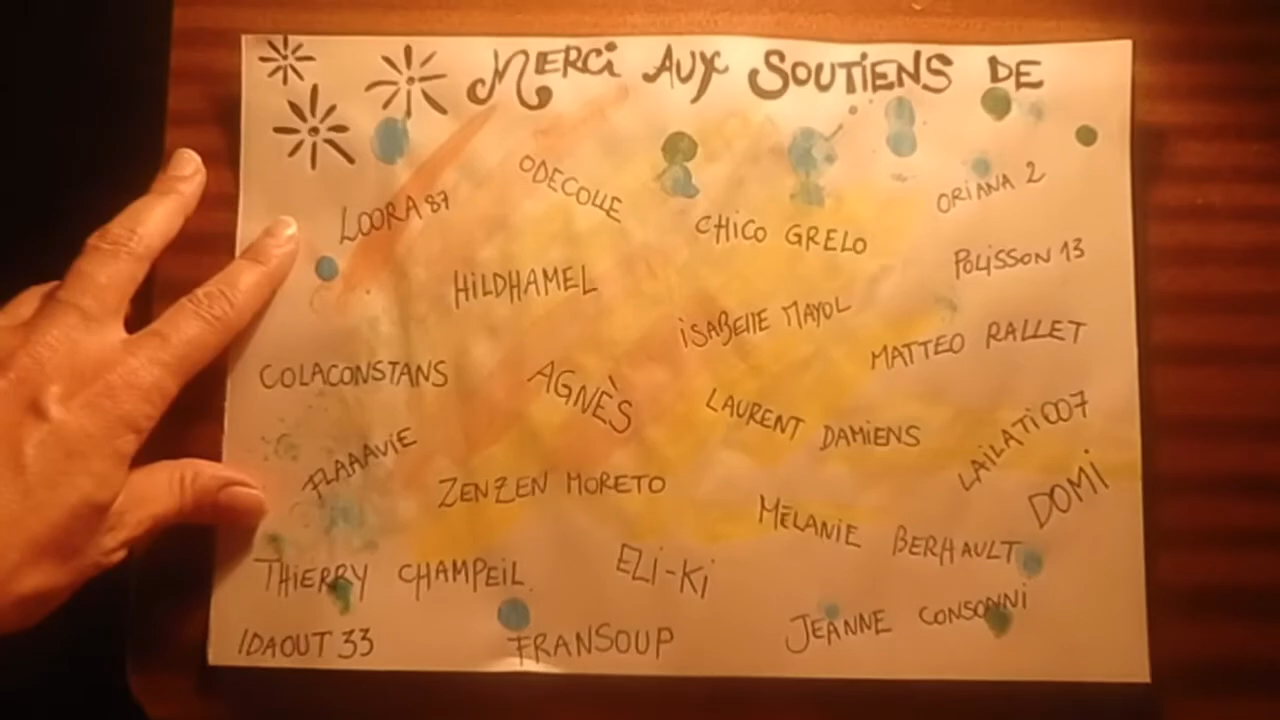 MERCi AUX SOUTIENS DE
LOORA 87
ODECOLLE
CHiCO GRELO
ORiANA 2
HiLDHAMEL
POLiSSON 13
iSABEllE MAYOL
MATTEO RALLET
COLACONSTANS
AGNÈS
LAURENT DAMiENS
LAILATi007
FLAAAViE
ZENZEN MORETO
MÉLANiE BERHAULT
DOMi
THiERRY CHAMPEiL
ELi-Ki
JEANNE CONSONNi
IDAOUT 33
FRANSOUP